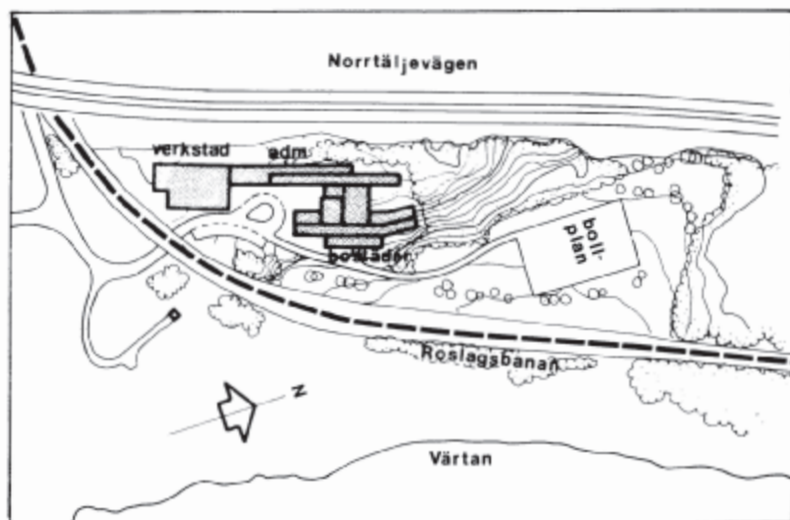 Norrtäljevägen
verkstad
adm.
boll-
plan
bostäder
Roslagsbanan
N
Värtan